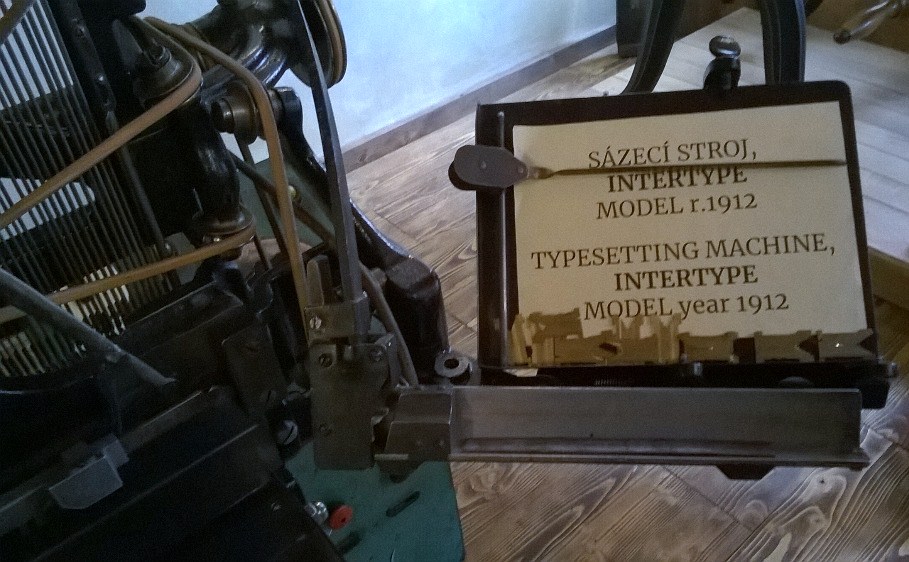 SÁZECÍ STROJ,
INTERTYPE
MODEL r.1912
TYPESETTING MACHINE,
INTERTYPE
MODEL year 1912